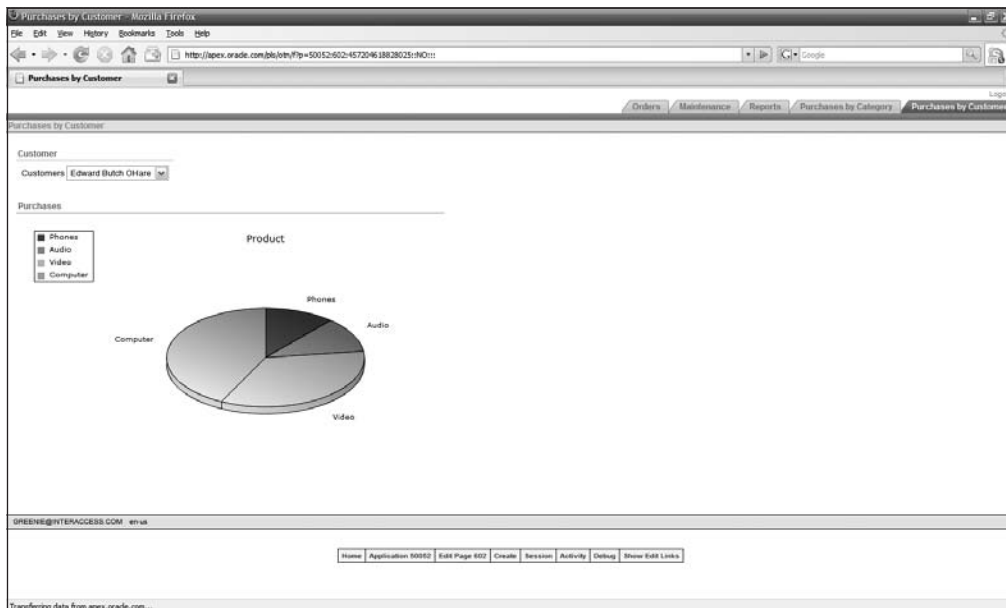 Purchases by Customer - Mozilla Firefox
File Edit View History Bookmarks Tools Help
http://apex.oracle.com/pls/otn/f?p=50052:602:457204618828025::NO:::
Google
Purchases by Customer
Logo
Orders Maintenance Reports Purchases by Category Purchases by Customer
Purchases by Customer
Customer
Customers Edward Butch OHare
Purchases
Phones
Audio
Video
Computer
Product
Phones
Audio
Computer
Video
GREENIE@INTERACCESS.COM en-us
Home Application 50052 Edit Page 602 Create Session Activity Debug Show Edit Links
Transferring data from apex.oracle.com...